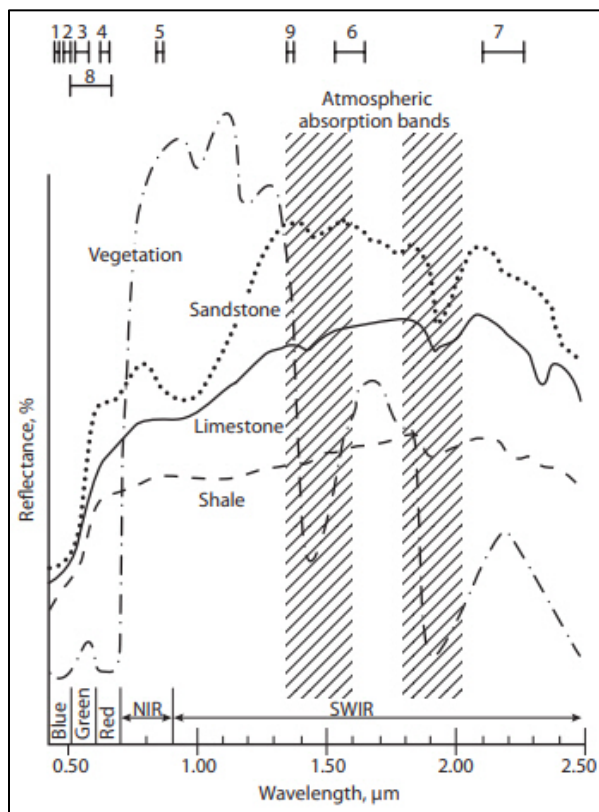 1 2 3 4 5 9 6 7
8
Atmospheric
absorption bands
Vegetation
Sandstone
Limestone
Shale
Reflectance, %
Blue
Green
Red
NIR
SWIR
0.50 1.00 1.50 2.00 2.50
Wavelength, µm